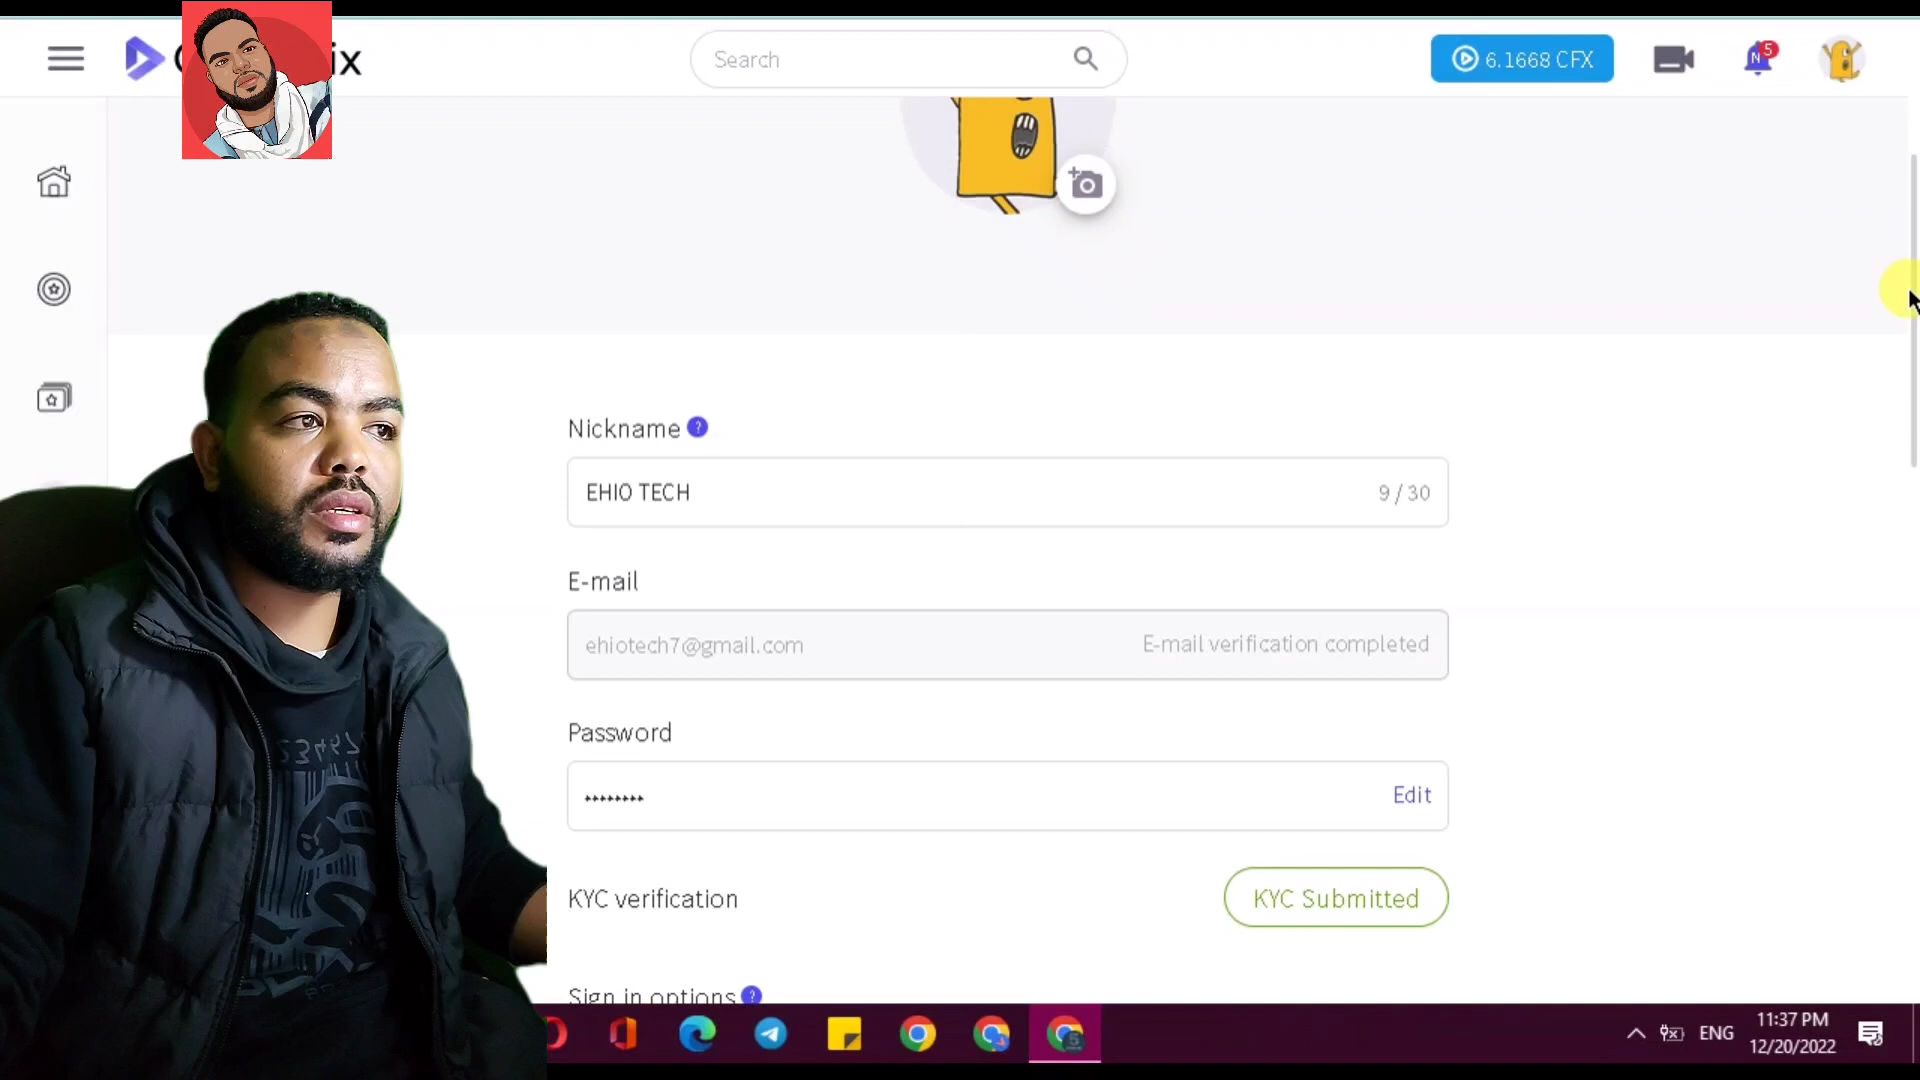 ix
Search
6.1668 CFX
N
5
Nickname ?
EHIO TECH
9 / 30
E-mail
ehiotech7@gmail.com
E-mail verification completed
Password
********
Edit
KYC verification
KYC Submitted
Sign in options ?
ENG
11:37 PM
12/20/2022